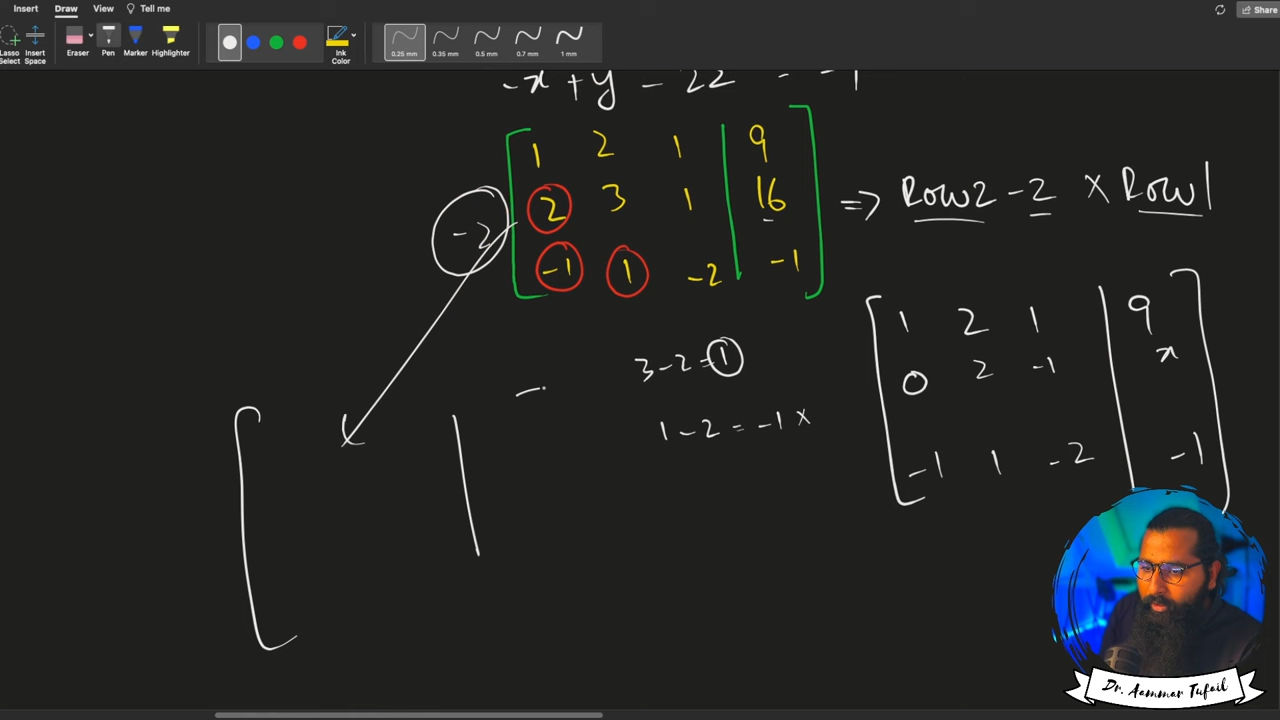 Insert Draw View Tell me
Share
Lasso Select
Insert Space
Eraser
Pen
Marker
Highlighter
Ink Color
0.25 mm
0.35 mm
0.5 mm
0.7 mm
1 mm
-x + y - 2z = -1
1 2 1 | 9
2 3 1 | 16
-1 1 -2 | -1
-2
=> Row2 - 2 × Row1
3 - 2 = 1
1 - 2 = -1 ×
1 2 1 | 9
0 2 -1 | x
-1 1 -2 | -1
Dr. Aammar Tufail